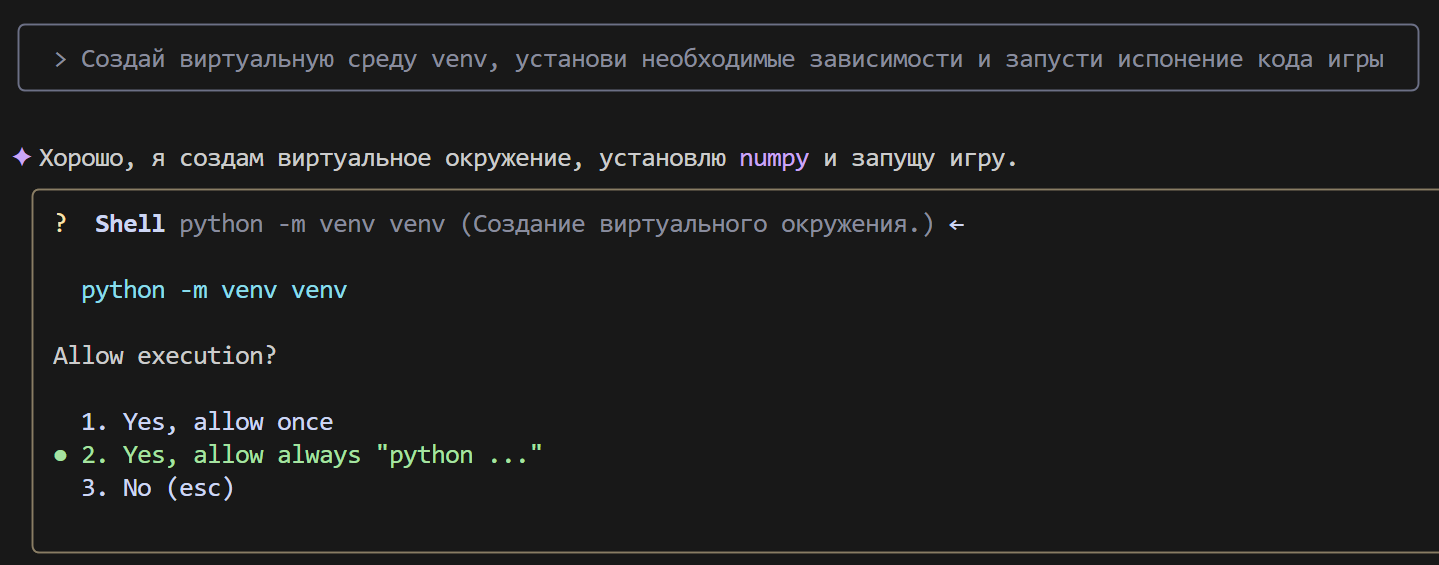 > Создай виртуальную среду venv, установи необходимые зависимости и запусти испонение кода игры
✦ Хорошо, я создам виртуальное окружение, установлю numpy и запущу игру.
? Shell python -m venv venv (Создание виртуального окружения.) ←
python -m venv venv
Allow execution?
1. Yes, allow once
● 2. Yes, allow always "python ..."
3. No (esc)